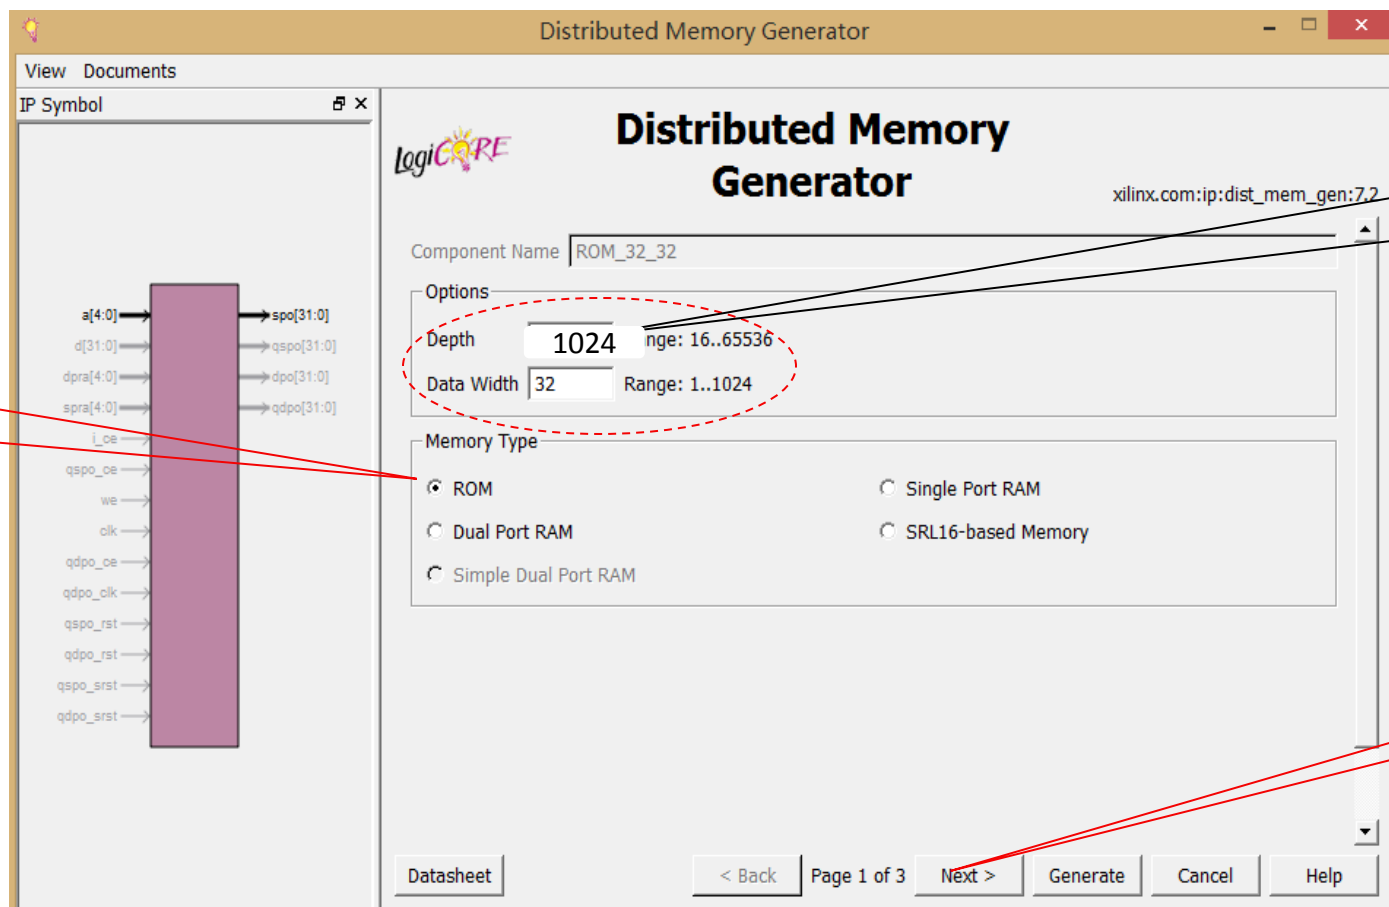 Distributed Memory Generator
View Documents
IP Symbol
LogiCORE
Distributed Memory
Generator
xilinx.com:ip:dist_mem_gen:7.2
Component Name ROM_32_32
Options
Depth 1024 nge: 16..65536
Data Width 32 Range: 1..1024
Memory Type
ROM Single Port RAM
Dual Port RAM SRL16-based Memory
Simple Dual Port RAM
a[4:0] spo[31:0]
d[31:0] qspo[31:0]
dpra[4:0] dpo[31:0]
spra[4:0] qdpo[31:0]
i_ce
qspo_ce
we
clk
qdpo_ce
qdpo_clk
qspo_rst
qdpo_rst
qspo_srst
qdpo_srst
Datasheet < Back Page 1 of 3 Next > Generate Cancel Help